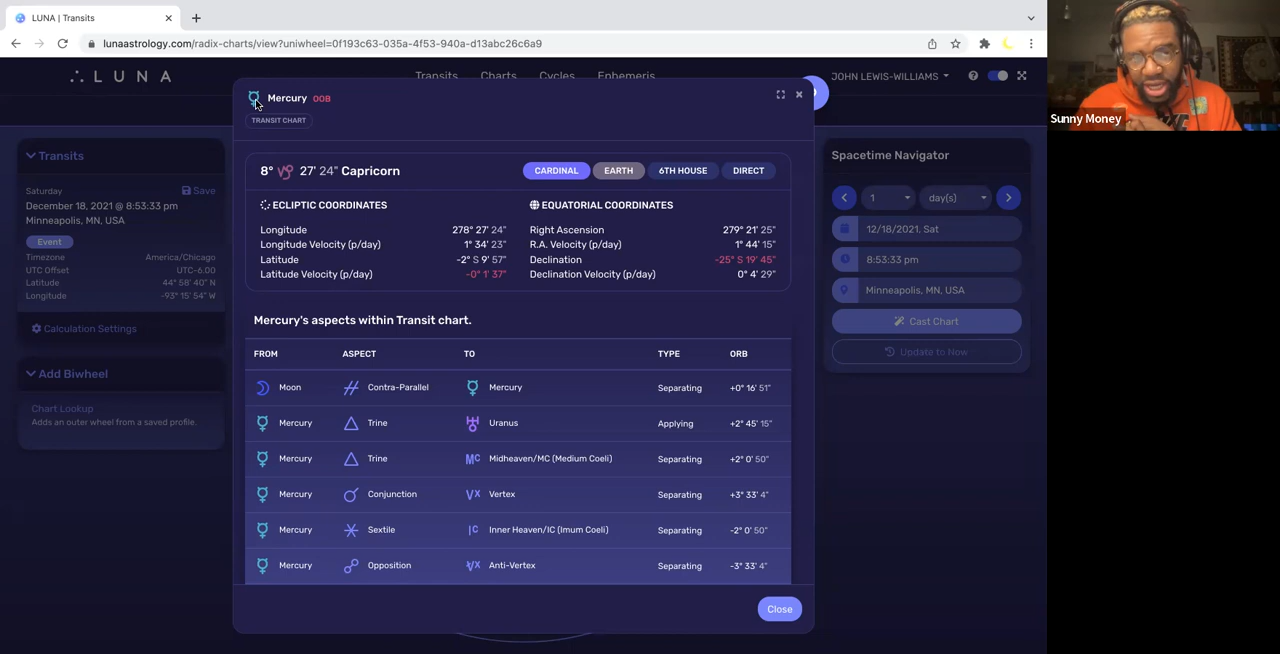 LUNA | Transits
lunaastrology.com/radix-charts/view?uniwheel=0f193c63-035a-4f53-940a-d13abc26c6a9
LUNA
Transits Charts Cycles Ephemeris
JOHN LEWIS-WILLIAMS
Mercury OOB
TRANSIT CHART
Sunny Money
Transits
Saturday
Save
December 18, 2021 @ 8:53:33 pm
Minneapolis, MN, USA
Event
Timezone America/Chicago
UTC Offset UTC-6.00
Latitude 44° 58' 40" N
Longitude -93° 15' 54" W
Calculation Settings
Add Biwheel
Chart Lookup
Adds an outer wheel from a saved profile.
8° 27' 24" Capricorn
CARDINAL EARTH 6TH HOUSE DIRECT
ECLIPTIC COORDINATES
Longitude 278° 27' 24"
Longitude Velocity (p/day) 1° 34' 23"
Latitude -2° S 9' 57"
Latitude Velocity (p/day) -0° 1' 37"
EQUATORIAL COORDINATES
Right Ascension 279° 21' 25"
R.A. Velocity (p/day) 1° 44' 15"
Declination -25° S 19' 45"
Declination Velocity (p/day) 0° 4' 29"
Mercury's aspects within Transit chart.
FROM ASPECT TO TYPE ORB
Moon Contra-Parallel Mercury Separating +0° 16' 51"
Mercury Trine Uranus Applying +2° 45' 15"
Mercury Trine MC Midheaven/MC (Medium Coeli) Separating +2° 0' 50"
Mercury Conjunction VX Vertex Separating +3° 33' 4"
Mercury Sextile IC Inner Heaven/IC (Imum Coeli) Separating -2° 0' 50"
Mercury Opposition Anti-Vertex Separating -3° 33' 4"
Close
Spacetime Navigator
1 day(s)
12/18/2021, Sat
8:53:33 pm
Minneapolis, MN, USA
Cast Chart
Update to Now